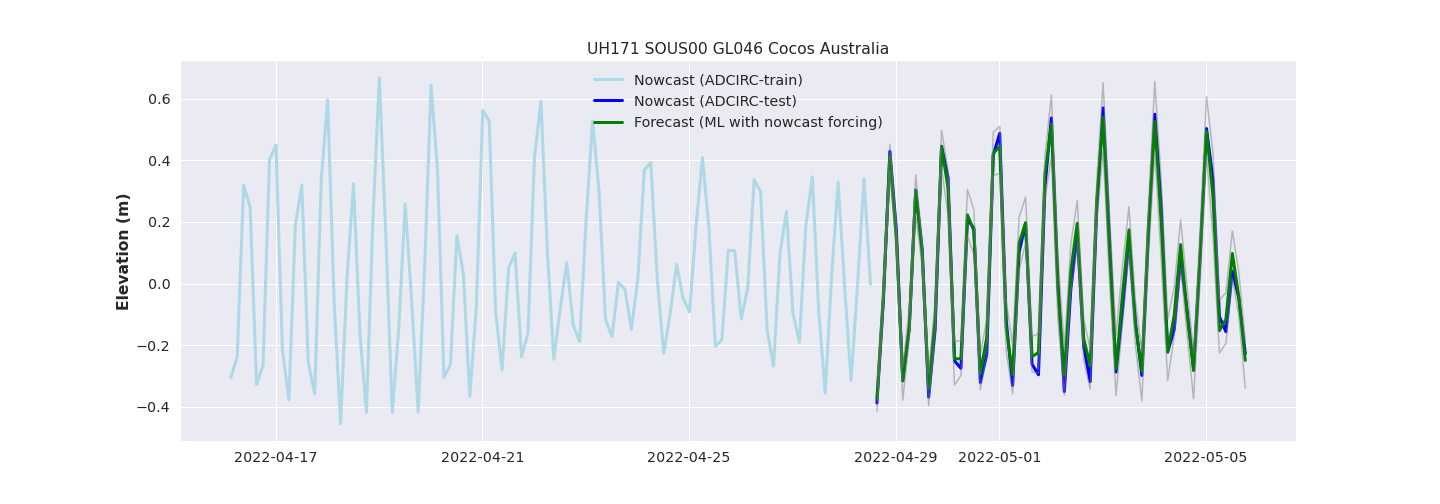 UH171 SOUS00 GL046 Cocos Australia
Nowcast (ADCIRC-train)
Nowcast (ADCIRC-test)
Forecast (ML with nowcast forcing)
Elevation (m)
0.6
0.4
0.2
0.0
−0.2
−0.4
2022-04-17 2022-04-21 2022-04-25 2022-04-29 2022-05-01 2022-05-05